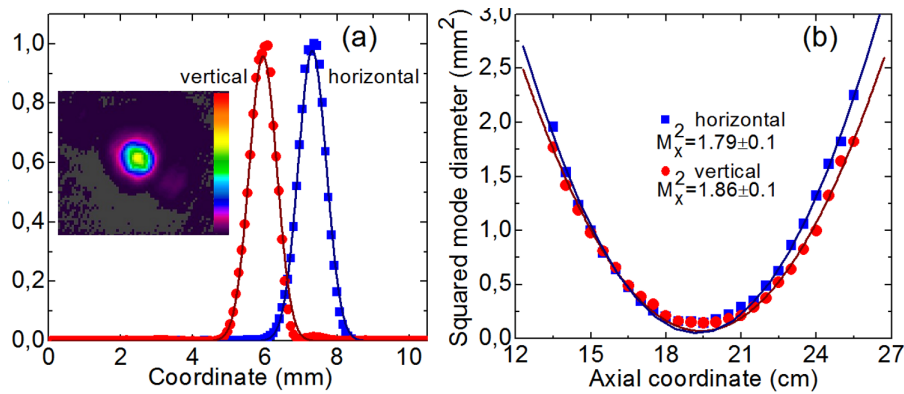 (a)
1,0
0,8
0,6
0,4
0,2
0,0
vertical
horizontal
0 2 4 6 8 10
Coordinate (mm)
(b)
Squared mode diameter (mm²)
3,0
2,5
2,0
1,5
1,0
0,5
0,0
horizontal
M²ₓ=1.79±0.1
vertical
M²ₓ=1.86±0.1
12 15 18 21 24 27
Axial coordinate (cm)